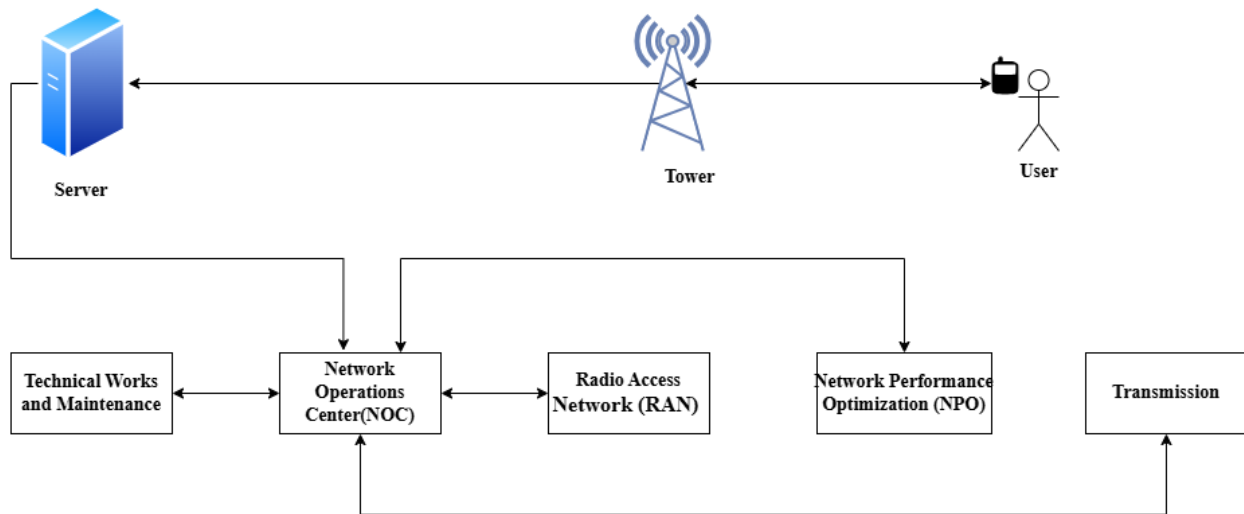 Server
Tower
User
Technical Works
and Maintenance
Network
Operations
Center(NOC)
Radio Access
Network (RAN)
Network Performance
Optimization (NPO)
Transmission